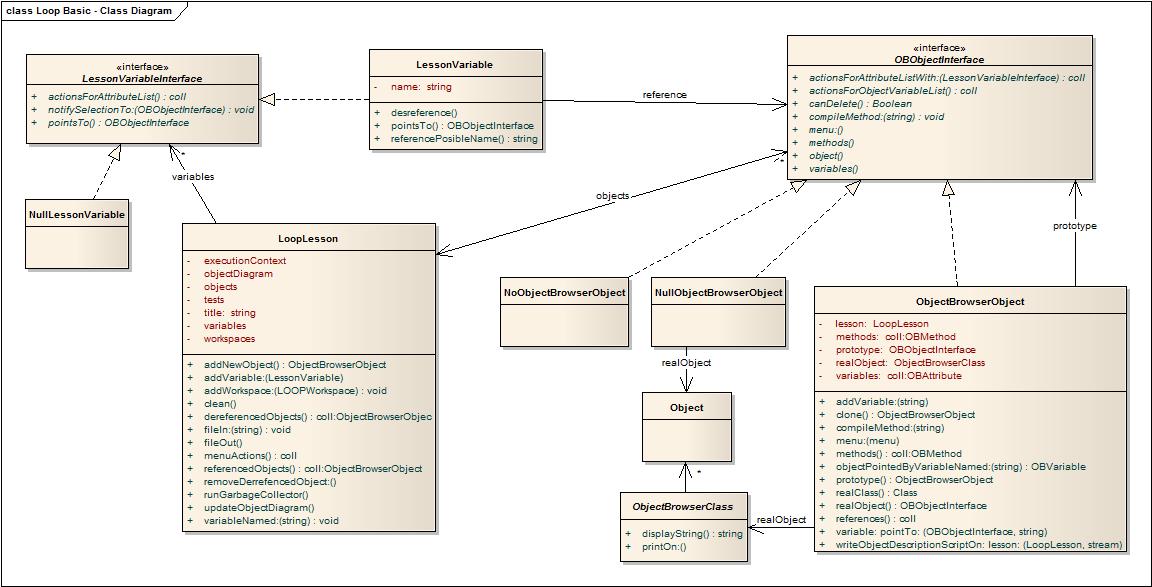 class Loop Basic - Class Diagram
«interface»
LessonVariableInterface
+ actionsForAttributeList() : coll
+ notifySelectionTo:(OBObjectInterface) : void
+ pointsTo() : OBObjectInterface
LessonVariable
- name: string
+ desreference()
+ pointsTo() : OBObjectInterface
+ referencePosibleName() : string
reference
«interface»
OBObjectInterface
+ actionsForAttributeListWith:(LessonVariableInterface) : coll
+ actionsForObjectVariableList() : coll
+ canDelete() : Boolean
+ compileMethod:(string) : void
+ menu:()
+ methods()
+ object()
+ variables()
*
variables
*
objects
prototype
NullLessonVariable
LoopLesson
- executionContext
- objectDiagram
- objects
- tests
- title: string
- variables
- workspaces
+ addNewObject() : ObjectBrowserObject
+ addVariable:(LessonVariable)
+ addWorkspace:(LOOPWorkspace) : void
+ clean()
+ dereferencedObjects() : coll:ObjectBrowserObjec
+ fileIn:(string) : void
+ fileOut()
+ menuActions() : coll
+ referencedObjects() : coll:ObjectBrowserObject
+ removeDerrefencedObject:()
+ runGarbageCollector()
+ updateObjectDiagram()
+ variableNamed:(string) : void
NoObjectBrowserObject
NullObjectBrowserObject
realObject
Object
*
ObjectBrowserClass
+ displayString() : string
+ printOn:()
realObject
ObjectBrowserObject
- lesson: LoopLesson
- methods: coll:OBMethod
- prototype: OBObjectInterface
- realObject: ObjectBrowserClass
- variables: coll:OBAttribute
+ addVariable:(string)
+ clone() : ObjectBrowserObject
+ compileMethod:(string)
+ menu:(menu)
+ methods() : coll:OBMethod
+ objectPointedByVariableNamed:(string) : OBVariable
+ prototype() : ObjectBrowserObject
+ realClass() : Class
+ realObject() : OBObjectInterface
+ references() : coll
+ variable: pointTo: (OBObjectInterface, string)
+ writeObjectDescriptionScriptOn: lesson: (LoopLesson, stream)